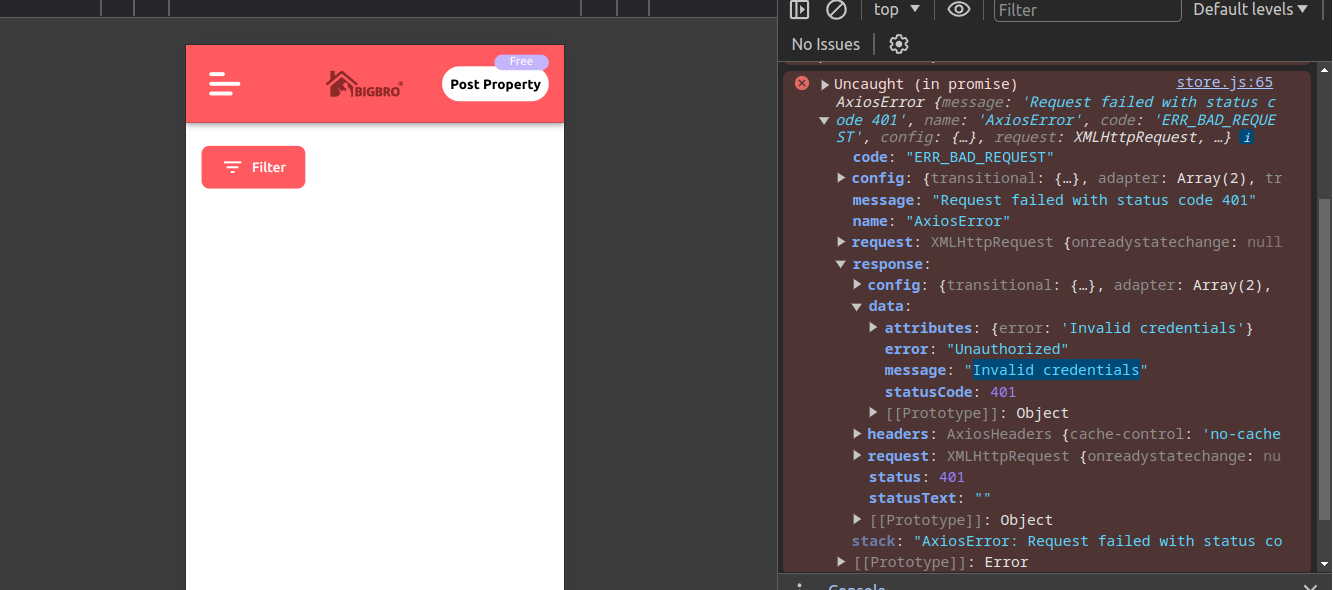 top
Filter
Default levels
No Issues
Free
BIGBRO
Post Property
Filter
Uncaught (in promise) store.js:65
AxiosError {message: 'Request failed with status c
ode 401', name: 'AxiosError', code: 'ERR_BAD_REQUE
ST', config: {…}, request: XMLHttpRequest, …} i
code: "ERR_BAD_REQUEST"
config: {transitional: {…}, adapter: Array(2), tr
message: "Request failed with status code 401"
name: "AxiosError"
request: XMLHttpRequest {onreadystatechange: null
response:
config: {transitional: {…}, adapter: Array(2),
data:
attributes: {error: 'Invalid credentials'}
error: "Unauthorized"
message: "Invalid credentials"
statusCode: 401
[[Prototype]]: Object
headers: AxiosHeaders {cache-control: 'no-cache
request: XMLHttpRequest {onreadystatechange: nu
status: 401
statusText: ""
[[Prototype]]: Object
stack: "AxiosError: Request failed with status co
[[Prototype]]: Error
Console